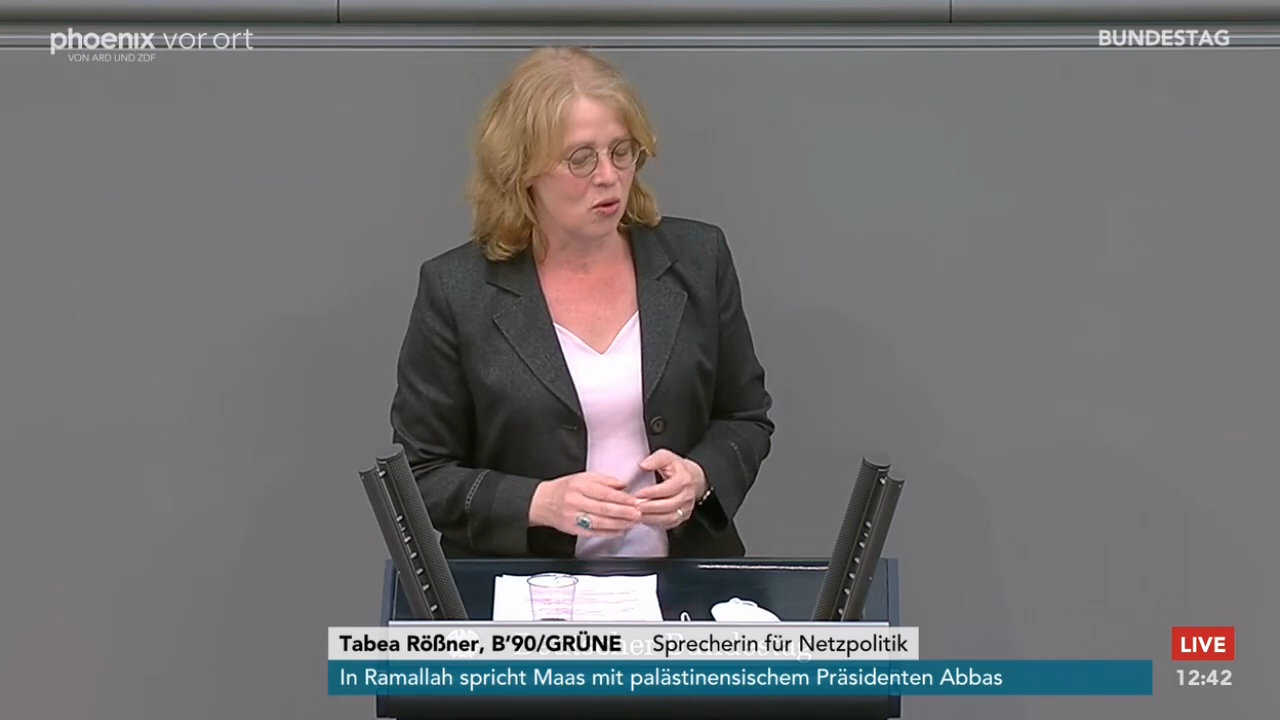 phoenix vor ort
VON ARD UND ZDF
BUNDESTAG
Tabea Rößner, B'90/GRÜNE Sprecherin für Netzpolitik
In Ramallah spricht Maas mit palästinensischem Präsidenten Abbas
LIVE
12:42